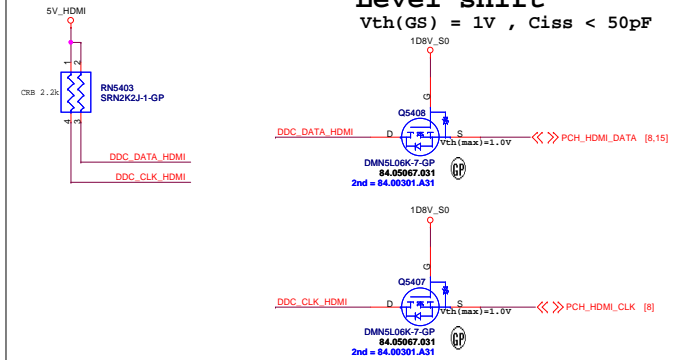 Level shift
Vth(GS) = 1V , Ciss < 50pF
5V_HDMI
1 2
CRB 2.2k
RN5403
SRN2K2J-1-GP
4 3
DDC_DATA_HDMI
DDC_CLK_HDMI
1D8V_S0
G
Q5408
DDC_DATA_HDMI D S PCH_HDMI_DATA [8,15]
Vth(max)=1.0V
DMN5L06K-7-GP
84.05067.031
2nd = 84.00301.A31
GP
1D8V_S0
G
Q5407
DDC_CLK_HDMI D S PCH_HDMI_CLK [8]
Vth(max)=1.0V
DMN5L06K-7-GP
84.05067.031
2nd = 84.00301.A31
GP